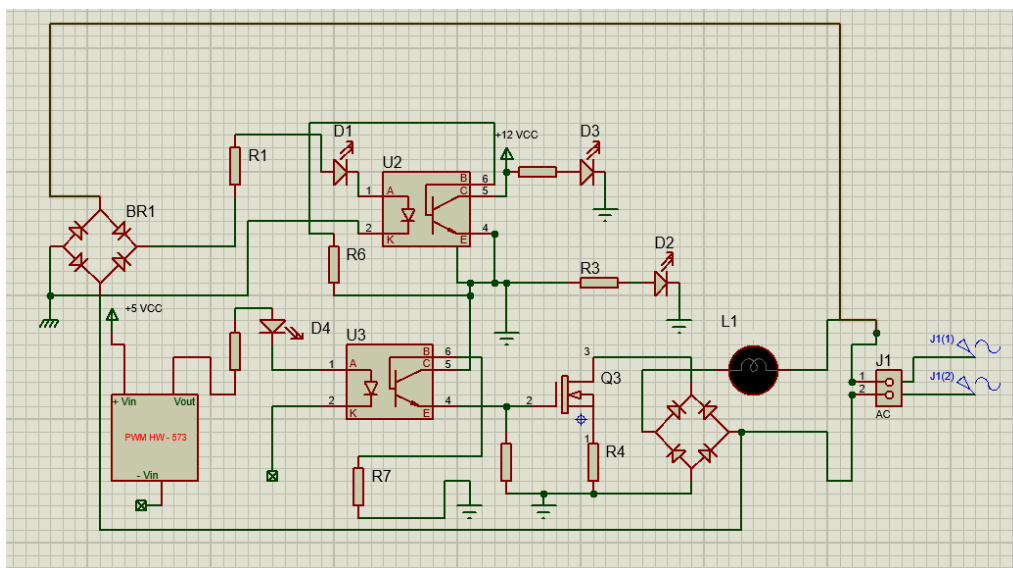 +12 VCC
D1
D3
R1
U2
B 6
C 5
1 A
BR1
2 K
E 4
R6
D2
R3
+5 VCC
D4
U3
L1
J1(1)
B 6
1 A
C 5
3
J1
Q3
J1(2)
1
2
2 K
E 4
2
AC
+ Vin
Vout
PWM HW - 573
1
R4
R7
- Vin